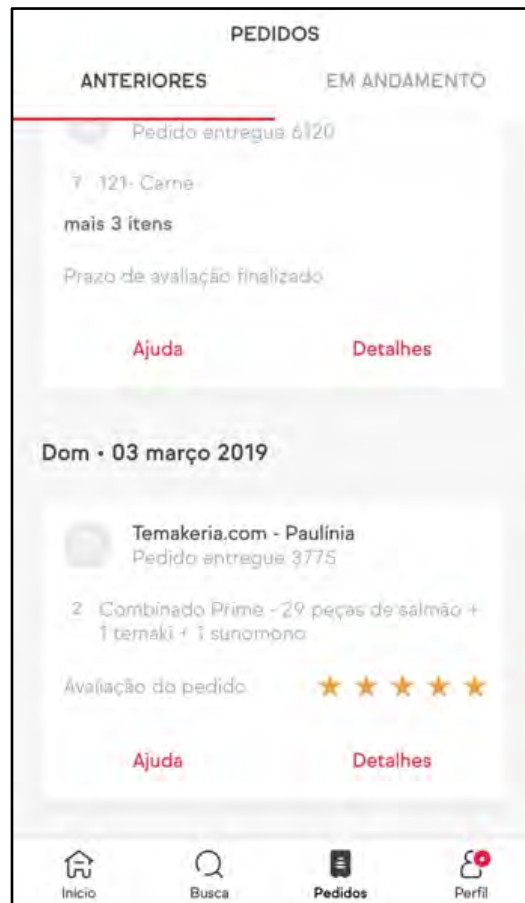 PEDIDOS
ANTERIORES EM ANDAMENTO
Pedido entregue 6120
7 121- Carne
mais 3 itens
Prazo de avaliação finalizado
Ajuda Detalhes
Dom • 03 março 2019
Temakeria.com - Paulínia
Pedido entregue 3775
2 Combinado Prime - 29 peças de salmão +
1 temaki + 1 sunomono
Avaliação do pedido
Ajuda Detalhes
Início Busca Pedidos Perfil